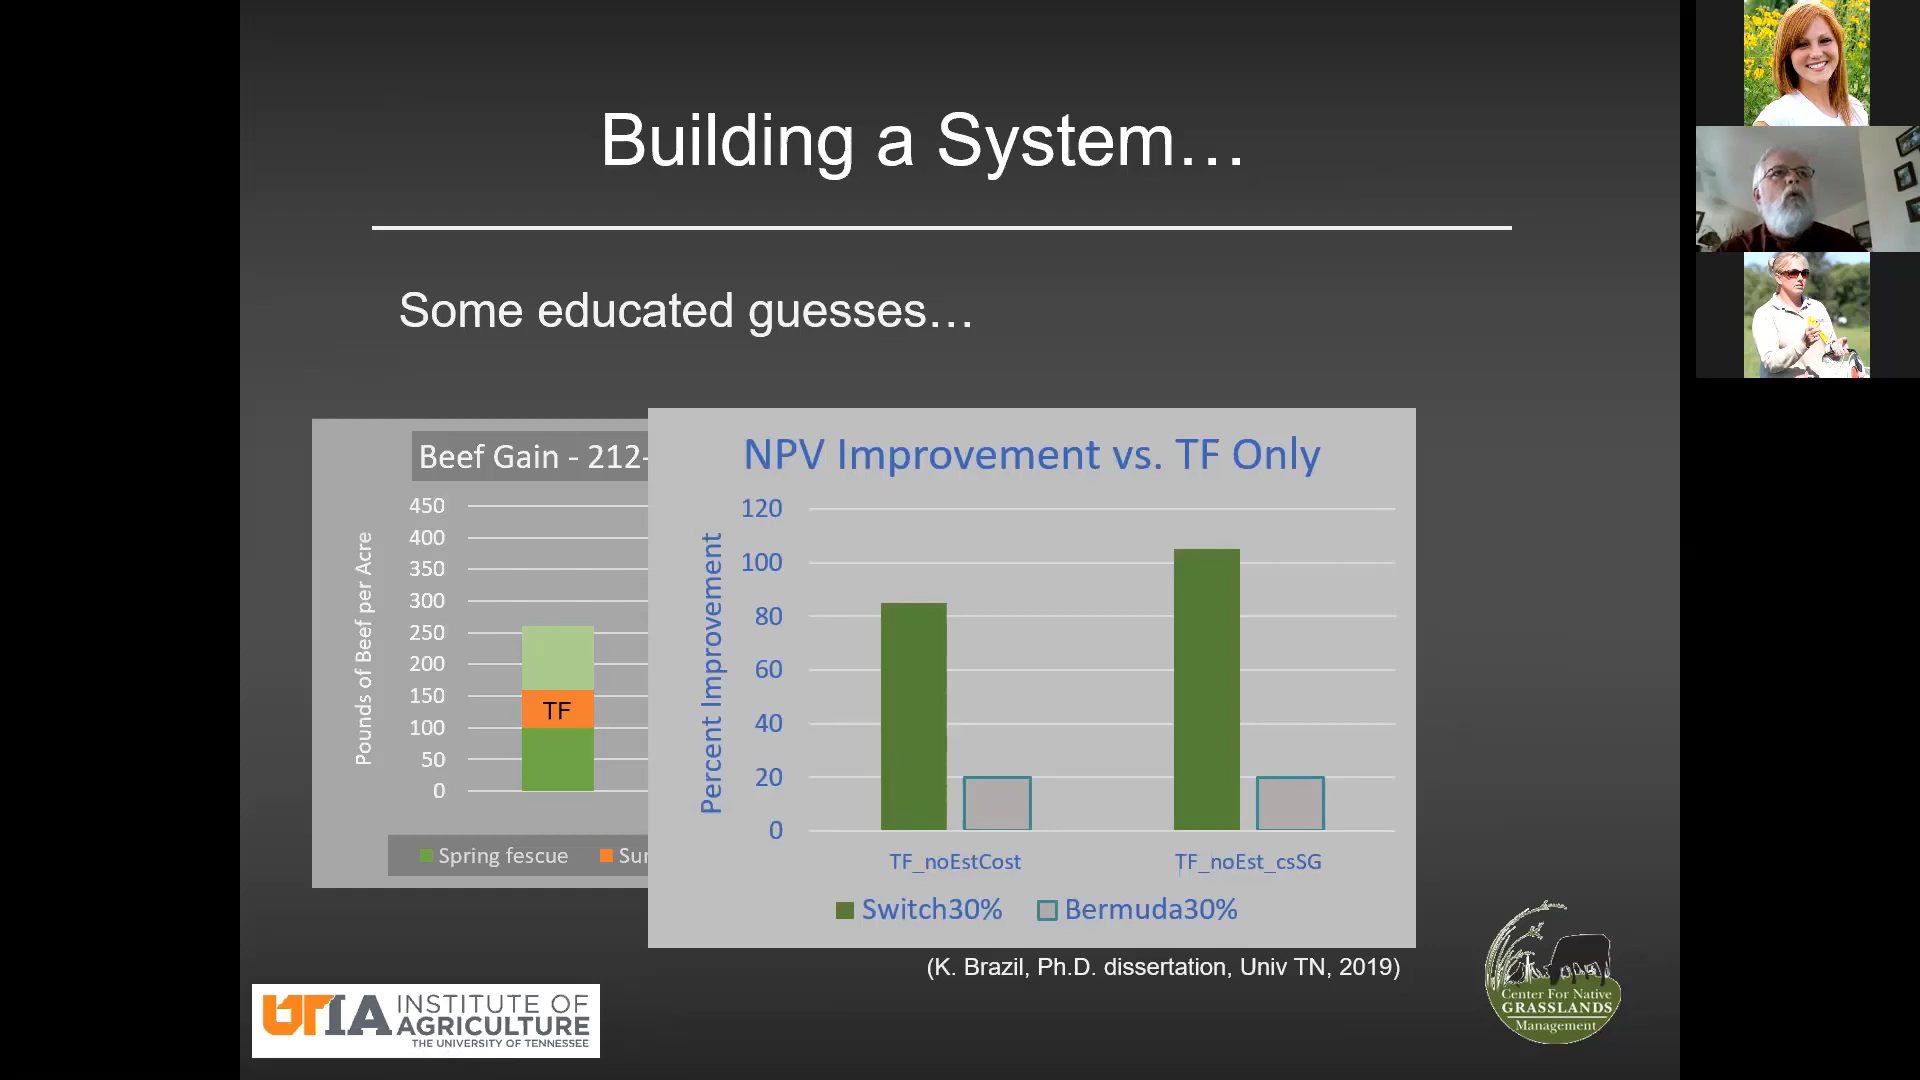 Building a System…
Some educated guesses…
Beef Gain - 212-
Pounds of Beef per Acre
450
400
350
300
250
200
150
100
50
0
TF
Spring fescue
NPV Improvement vs. TF Only
Percent Improvement
120
100
80
60
40
20
0
TF_noEstCost
TF_noEst_csSG
Switch30%
Bermuda30%
(K. Brazil, Ph.D. dissertation, Univ TN, 2019)
UTIA INSTITUTE OF
AGRICULTURE
THE UNIVERSITY OF TENNESSEE
Center For Native
GRASSLANDS
Management